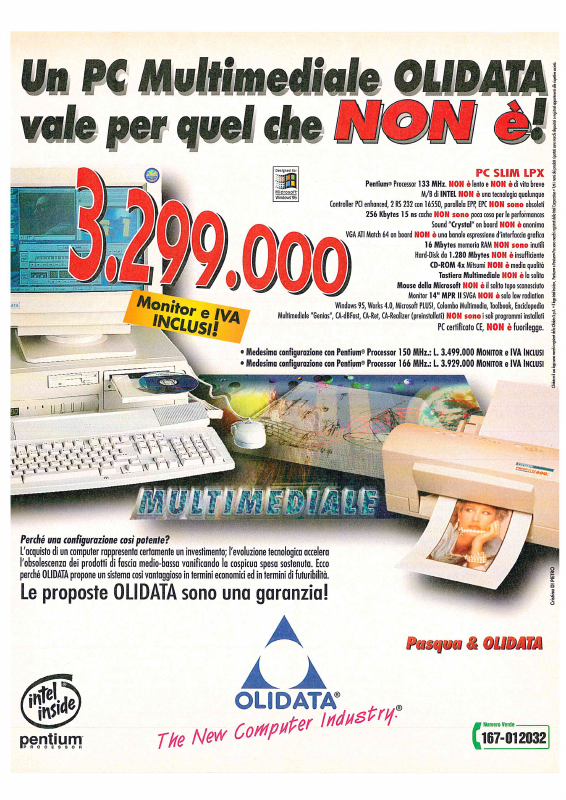 Un PC Multimediale OLIDATA
vale per quel che NON è!
3.299.000
Monitor e IVA
INCLUSI!
Designed for
Microsoft
Windows 95
PC SLIM LPX
Pentium® Processor 133 MHz. NON è lento e NON è di vita breve
M/B di INTEL NON è una tecnologia qualunque
Controller PCI enhanced, 2 RS 232 con 16550, parallela EPP, EPC NON sono obsoleti
256 Kbytes 15 ns cache NON sono poca cosa per le performances
Sound "Crystal" on board NON è anonimo
VGA ATI Match 64 on board NON è una banale espressione d'interfaccia grafica
16 Mbytes memoria RAM NON sono inutili
Hard-Disk da 1.280 Mbytes NON è insufficiente
CD-ROM 4x Mitsumi NON è media qualità
Tastiera Multimediale NON è la solita
Mouse della Microsoft NON è il solito topo scanosciuto
Monitor 14" MPR II SVGA NON è solo low radiation
Windows 95, Works 4.0, Microsoft PLUS!, Colombo Multimedia, Toolbook, Enciclopedia
Multimediale "Genius", CA-dBFast, CA-Ret, CA-Realizer (preinstallati) NON sono i soli programmi installati
PC certificato CE, NON è fuorilegge.
• Medesima configurazione con Pentium® Processor 150 MHz.: L. 3.499.000 MONITOR e IVA INCLUSI
• Medesima configurazione con Pentium® Processor 166 MHz.: L. 3.929.000 MONITOR e IVA INCLUSI
MULTIMEDIALE
Perché una configurazione così potente?
L'acquisto di un computer rappresenta certamente un investimento; l'evoluzione tecnologica accelera
l'obsolescenza dei prodotti di fascia medio-bassa vanificando la cospicua spesa sostenuta. Ecco
perché OLIDATA propone un sistema così vantaggioso in termini economici ed in termini di futuribilità.
Le proposte OLIDATA sono una garanzia!
Cristina DI PIETRO
Pasqua & OLIDATA
OLIDATA®
The New Computer Industry.®
intel
inside
pentium®
PROCESSOR
Numero Verde
167-012032